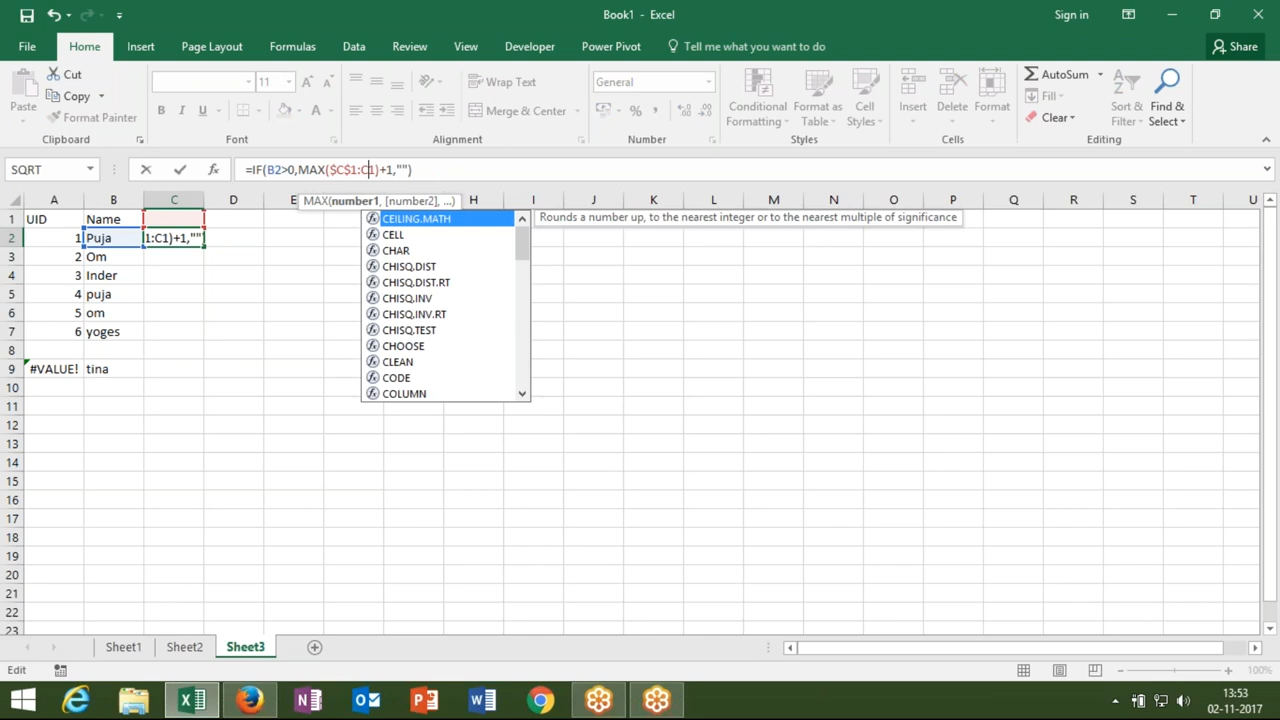 Book1 - Excel
Sign in
File Home Insert Page Layout Formulas Data Review View Developer Power Pivot Tell me what you want to do Share
Paste Cut Copy Format Painter Clipboard
11 A A B I U A Font
Wrap Text Merge & Center Alignment
General % , Number
Conditional Formatting Format as Table Cell Styles Styles
Insert Delete Format Cells
AutoSum Fill Clear Sort & Filter Find & Select Editing
SQRT fx =IF(B2>0,MAX($C$1:C1)+1,"")
MAX(number1, [number2], ...)
A B C D E H I J K L M N O P Q R S T U
1 UID Name
2 1 Puja 1:C1)+1,""
3 2 Om
4 3 Inder
5 4 puja
6 5 om
7 6 yoges
8
9 #VALUE! tina
10
11
12
13
14
15
16
17
18
19
20
21
22
23
CEILING.MATH Rounds a number up, to the nearest integer or to the nearest multiple of significance
CELL
CHAR
CHISQ.DIST
CHISQ.DIST.RT
CHISQ.INV
CHISQ.INV.RT
CHISQ.TEST
CHOOSE
CLEAN
CODE
COLUMN
Sheet1 Sheet2 Sheet3
Edit 100%
13:53
02-11-2017